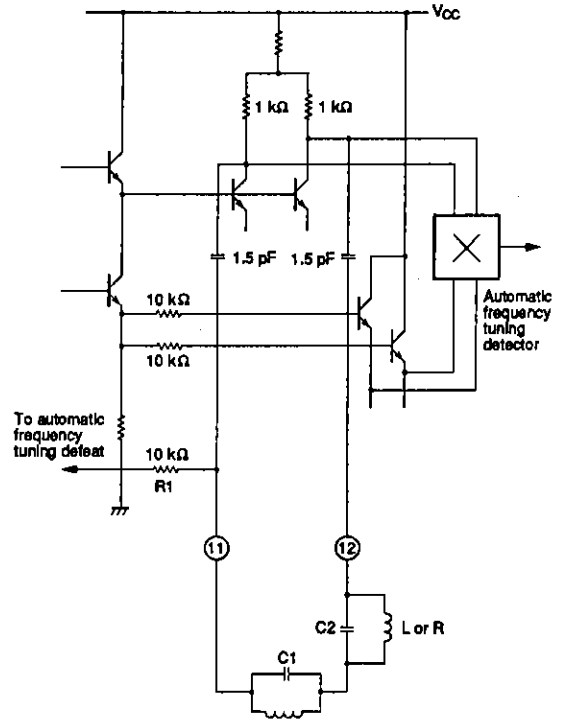 VCC
1 kΩ
1 kΩ
1.5 pF
1.5 pF
10 kΩ
10 kΩ
Automatic
frequency
tuning
detector
To automatic
frequency
tuning defeat
10 kΩ
R1
11
12
C2
L or R
C1